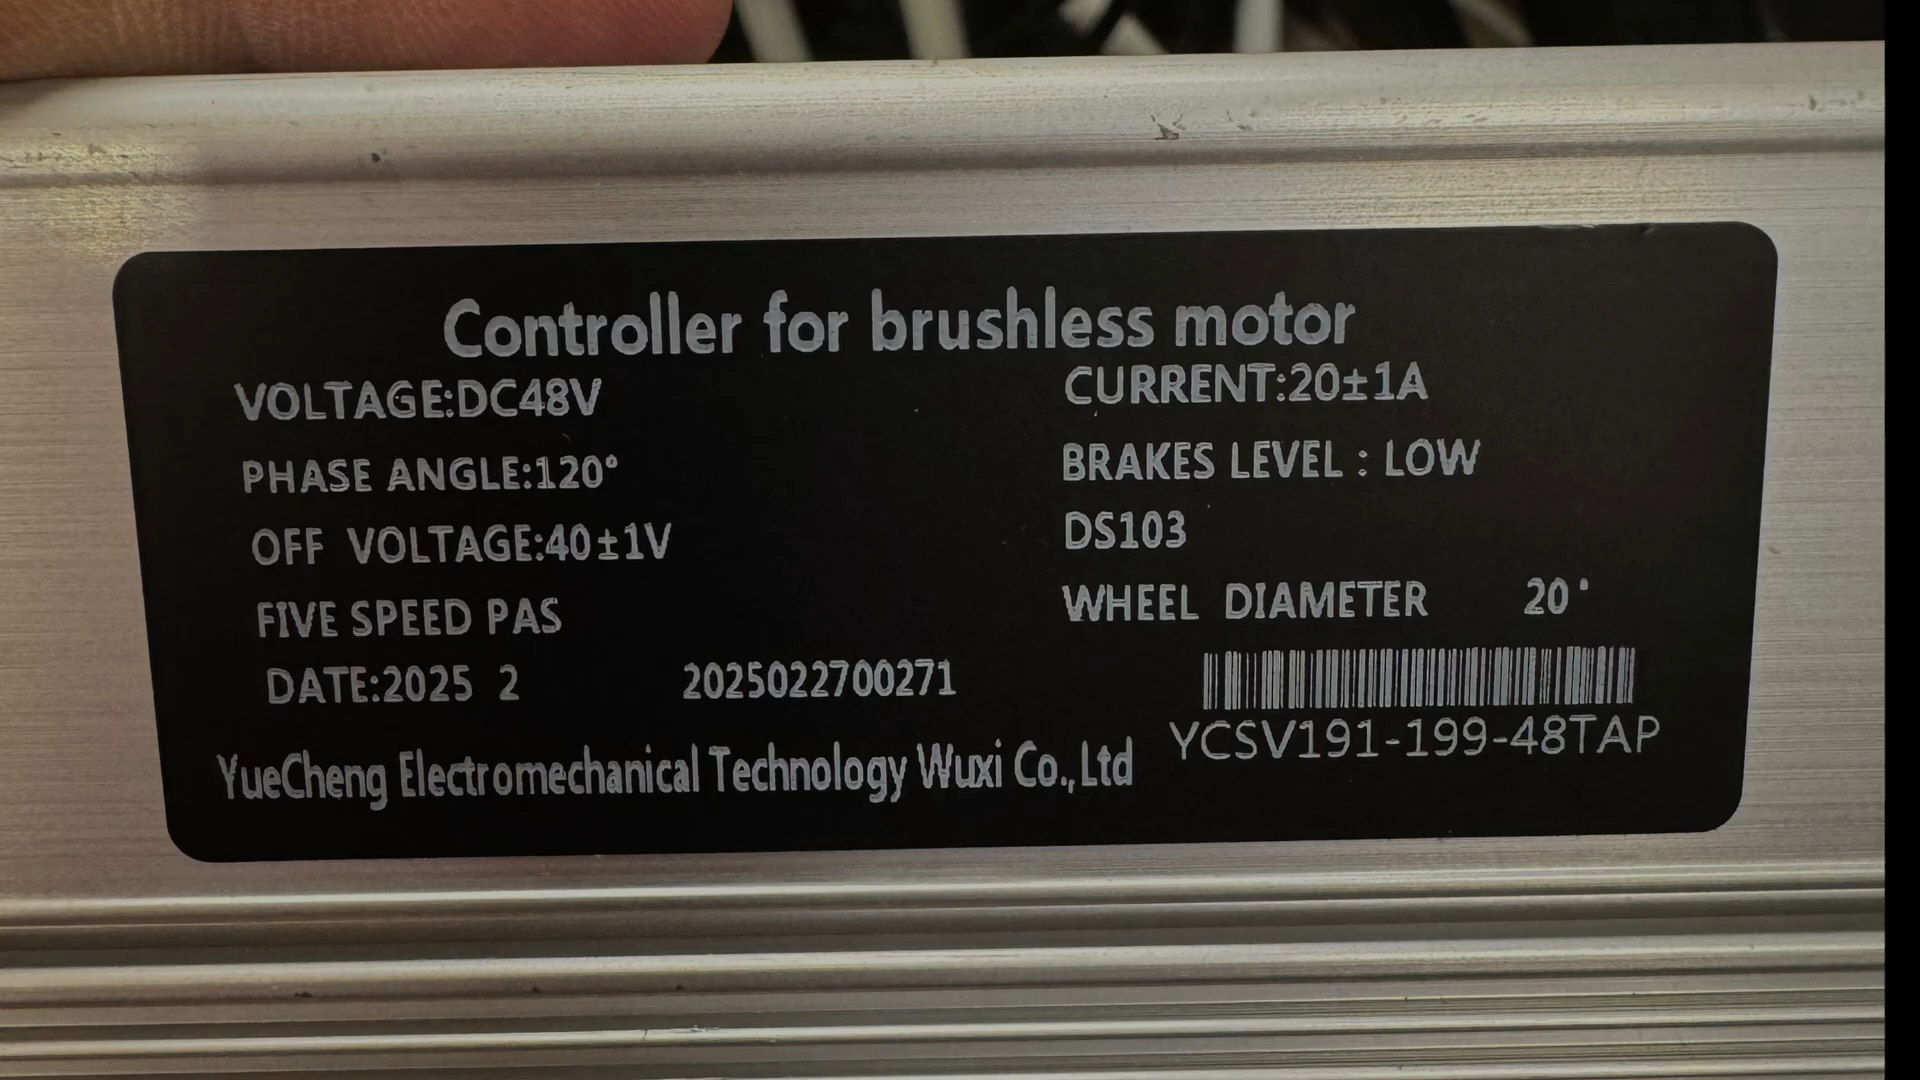 Controller for brushless motor
VOLTAGE:DC48V
CURRENT:20±1A
PHASE ANGLE:120°
BRAKES LEVEL : LOW
OFF VOLTAGE:40±1V
DS103
FIVE SPEED PAS
WHEEL DIAMETER 20'
DATE:2025 2 2025022700271
YCSV191-199-48TAP
YueCheng Electromechanical Technology Wuxi Co.,Ltd